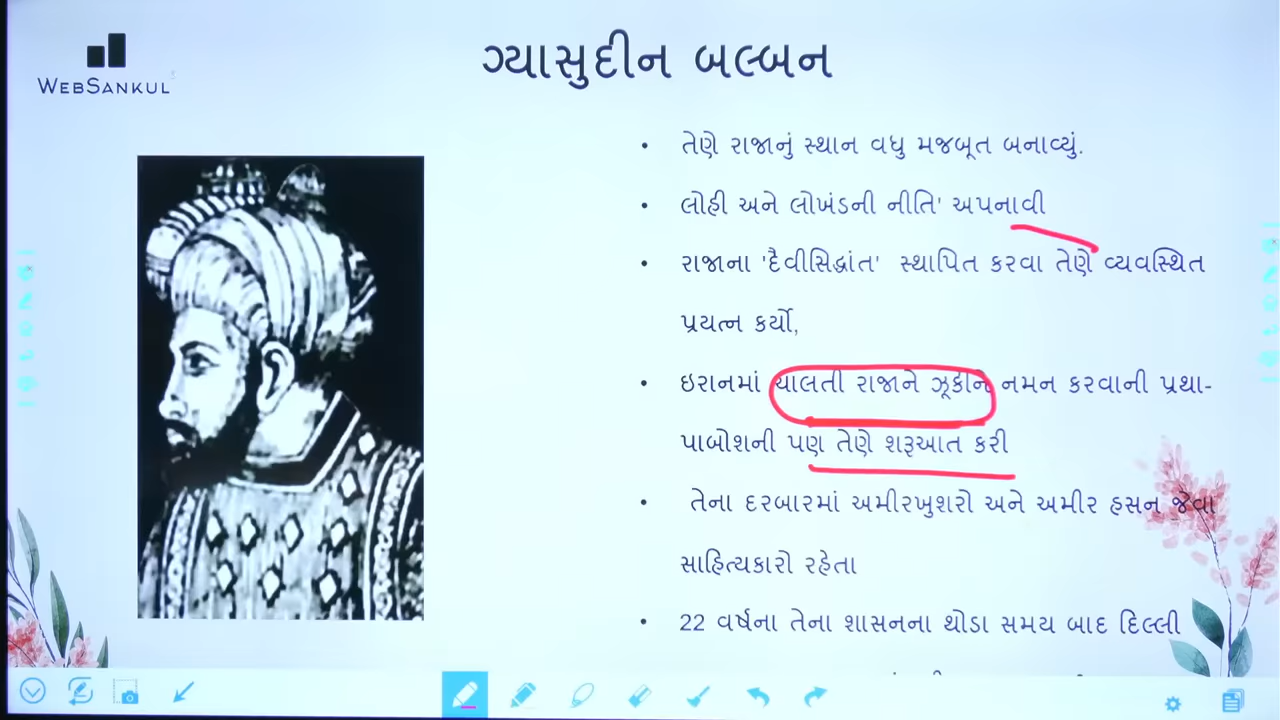 WEBSANKUL
ગ્યાસુદીન બલ્બન
• તેણે રાજાનું સ્થાન વધુ મજબૂત બનાવ્યું.
• લોહી અને લોખંડની નીતિ' અપનાવી
• રાજાના 'દૈવીસિદ્ધાંત' સ્થાપિત કરવા તેણે વ્યવસ્થિત
પ્રયત્ન કર્યો,
• ઇરાનમાં ચાલતી રાજાને ઝૂકીને નમન કરવાની પ્રથા-
પાબોશની પણ તેણે શરૂઆત કરી
• તેના દરબારમાં અમીરખુશરો અને અમીર હસન જેવા
સાહિત્યકારો રહેતા
• 22 વર્ષના તેના શાસનના થોડા સમય બાદ દિલ્લી